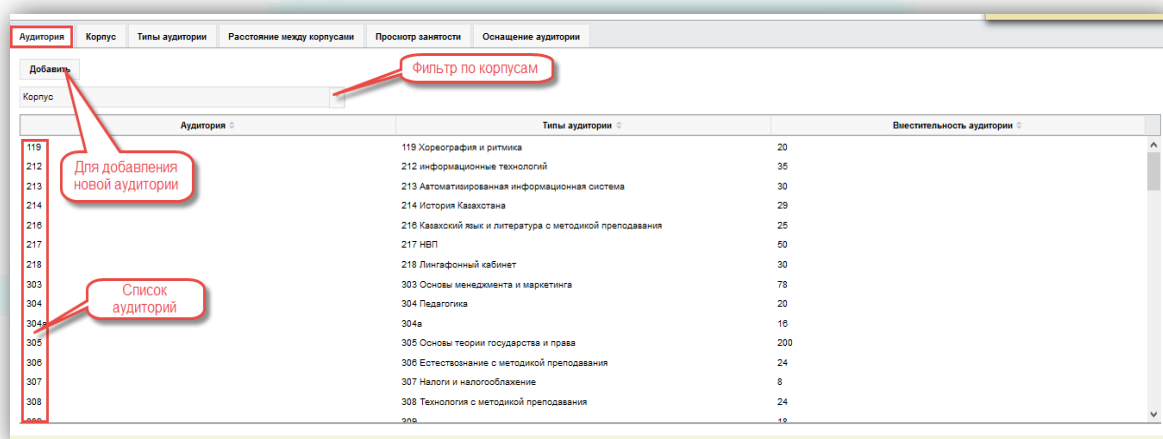 Аудитория Корпус Типы аудитории Расстояние между корпусами Просмотр занятости Оснащение аудитории
Добавить
Фильтр по корпусам
Корпус
Аудитория Типы аудитории Вместительность аудитории
119 119 Хореография и ритмика 20
212 212 информационные технологий 35
213 213 Автоматизированная информационная система 30
214 214 История Казахстана 29
216 216 Казахский язык и литература с методикой преподавания 25
217 217 НВП 50
218 218 Лингафонный кабинет 30
303 303 Основы менеджмента и маркетинга 78
304 304 Педагогика 20
304а 304а 16
305 305 Основы теории государства и права 200
306 306 Естествознание с методикой преподавания 24
307 307 Налоги и налогооблажение 8
308 308 Технология с методикой преподавания 24
309 309 18
Для добавления
новой аудитории
Список
аудиторий